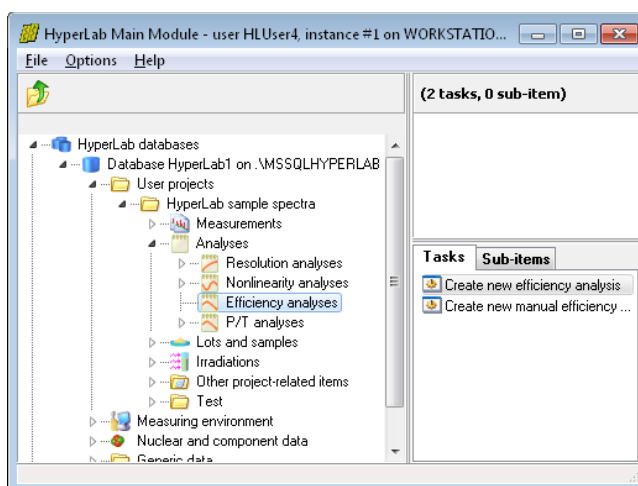 HyperLab Main Module - user HLUser4, instance #1 on WORKSTATIO...
File Options Help
(2 tasks, 0 sub-item)
HyperLab databases
Database HyperLab1 on .\MSSQLHYPERLAB
User projects
HyperLab sample spectra
Measurements
Analyses
Resolution analyses
Nonlinearity analyses
Efficiency analyses
P/T analyses
Lots and samples
Irradiations
Other project-related items
Test
Measuring environment
Nuclear and component data
Generic data
Tasks Sub-items
Create new efficiency analysis
Create new manual efficiency ...